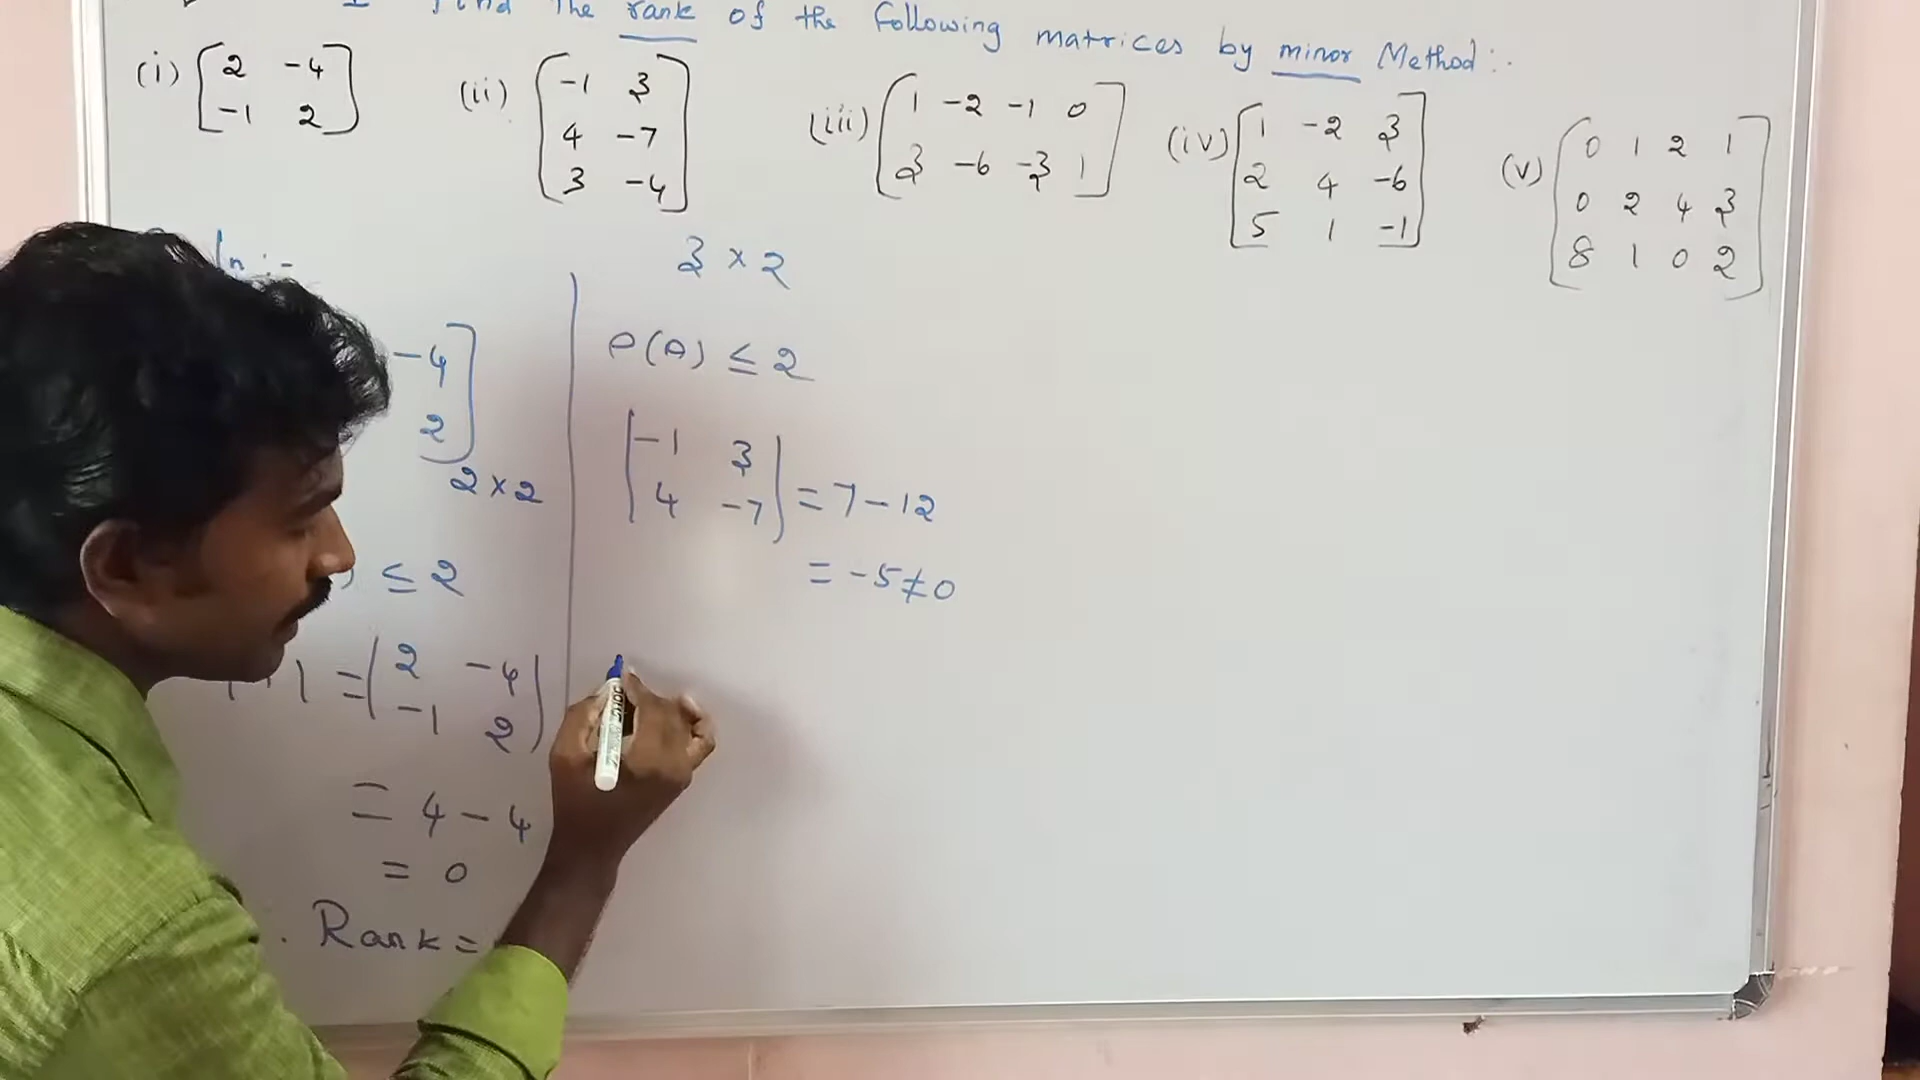 Find the rank of the following matrices by minor Method:-
(i) [2 -4
-1 2]
(ii) [-1 3
4 -7
3 -4]
(iii) [1 -2 -1 0
3 -6 -3 1]
(iv) [1 -2 3
2 4 -6
5 1 -1]
(v) [0 1 2 1
0 2 4 3
8 1 0 2]
ln :-
-4
2]
2 × 2
) ≤ 2
| = |2 -4
-1 2|
= 4 - 4
= 0
∴ Rank =
3 × 2
ρ(A) ≤ 2
|-1 3
4 -7| = 7 - 12
= -5 ≠ 0